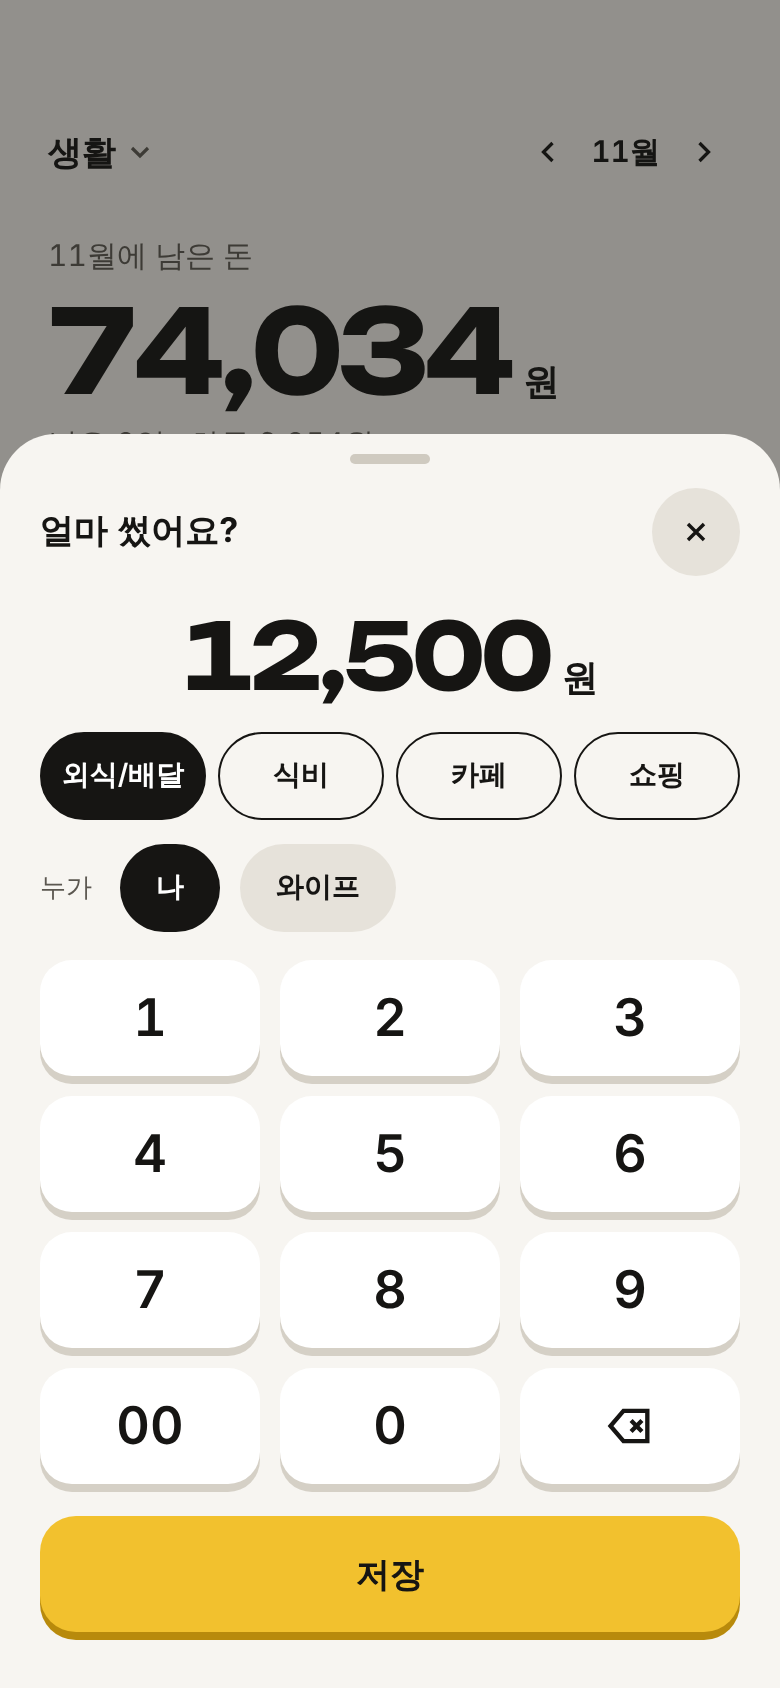 생활
11월
11월에 남은 돈
74,034 원
얼마 썼어요?
12,500 원
외식/배달 식비 카페 쇼핑
누가 나 와이프
1 2 3
4 5 6
7 8 9
00 0
저장